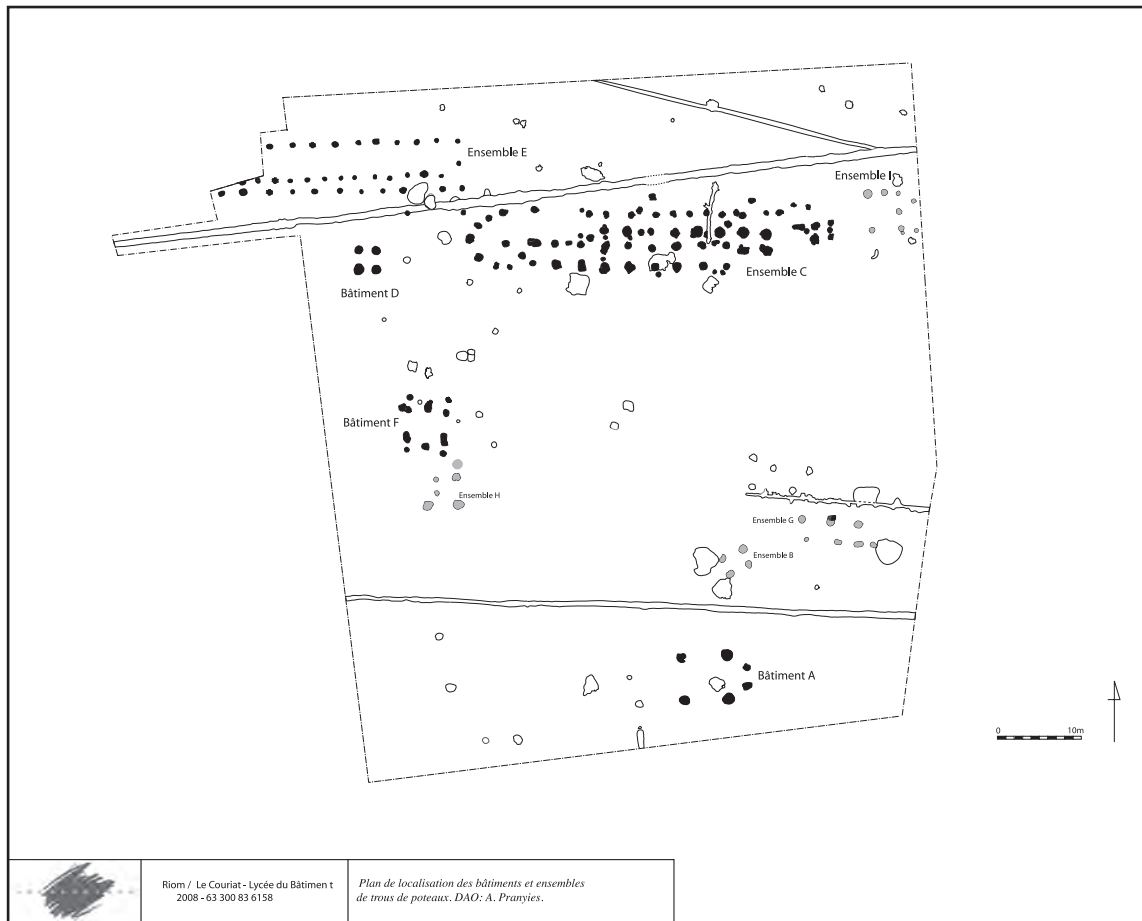 Ensemble E
Ensemble I
Ensemble C
Bâtiment D
Bâtiment F
Ensemble H
Ensemble G
Ensemble B
Bâtiment A
0 10m
Riom / Le Couriat - Lycée du Bâtimen t
2008 - 63 300 83 6158
Plan de localisation des bâtiments et ensembles
de trous de poteaux. DAO: A. Pranyies.